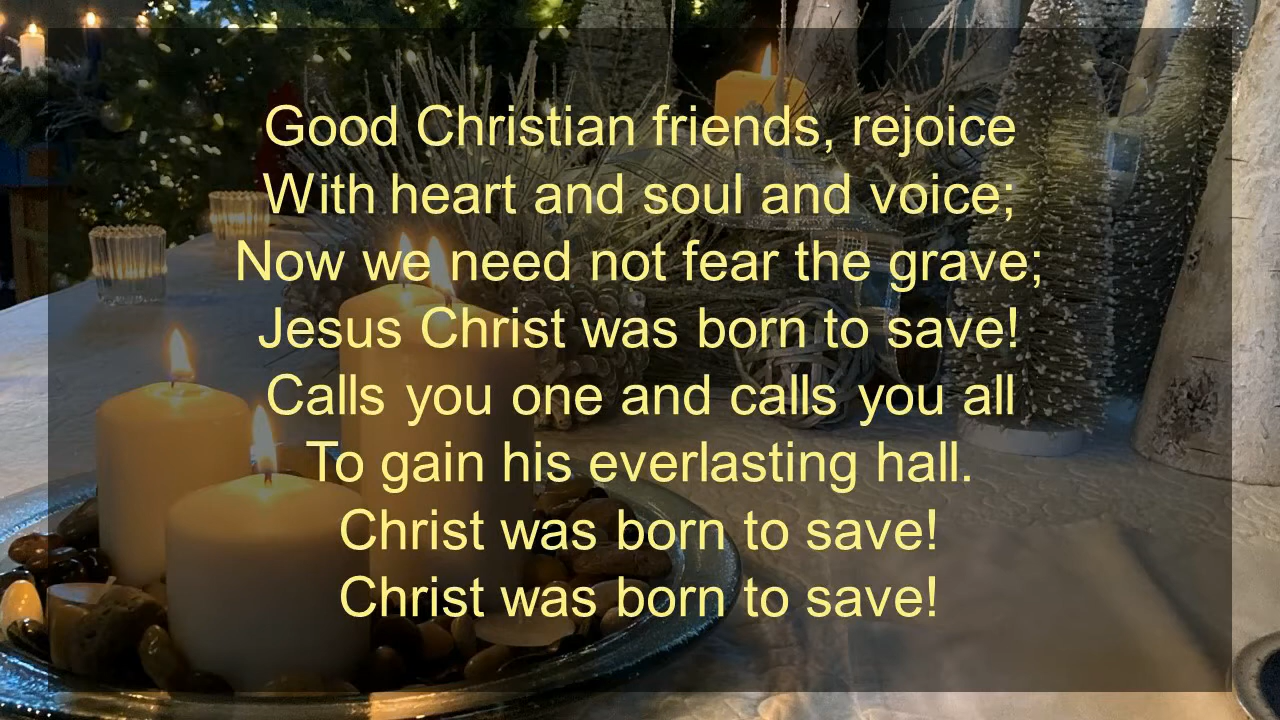 Good Christian friends, rejoice
With heart and soul and voice;
Now we need not fear the grave;
Jesus Christ was born to save!
Calls you one and calls you all
To gain his everlasting hall.
Christ was born to save!
Christ was born to save!